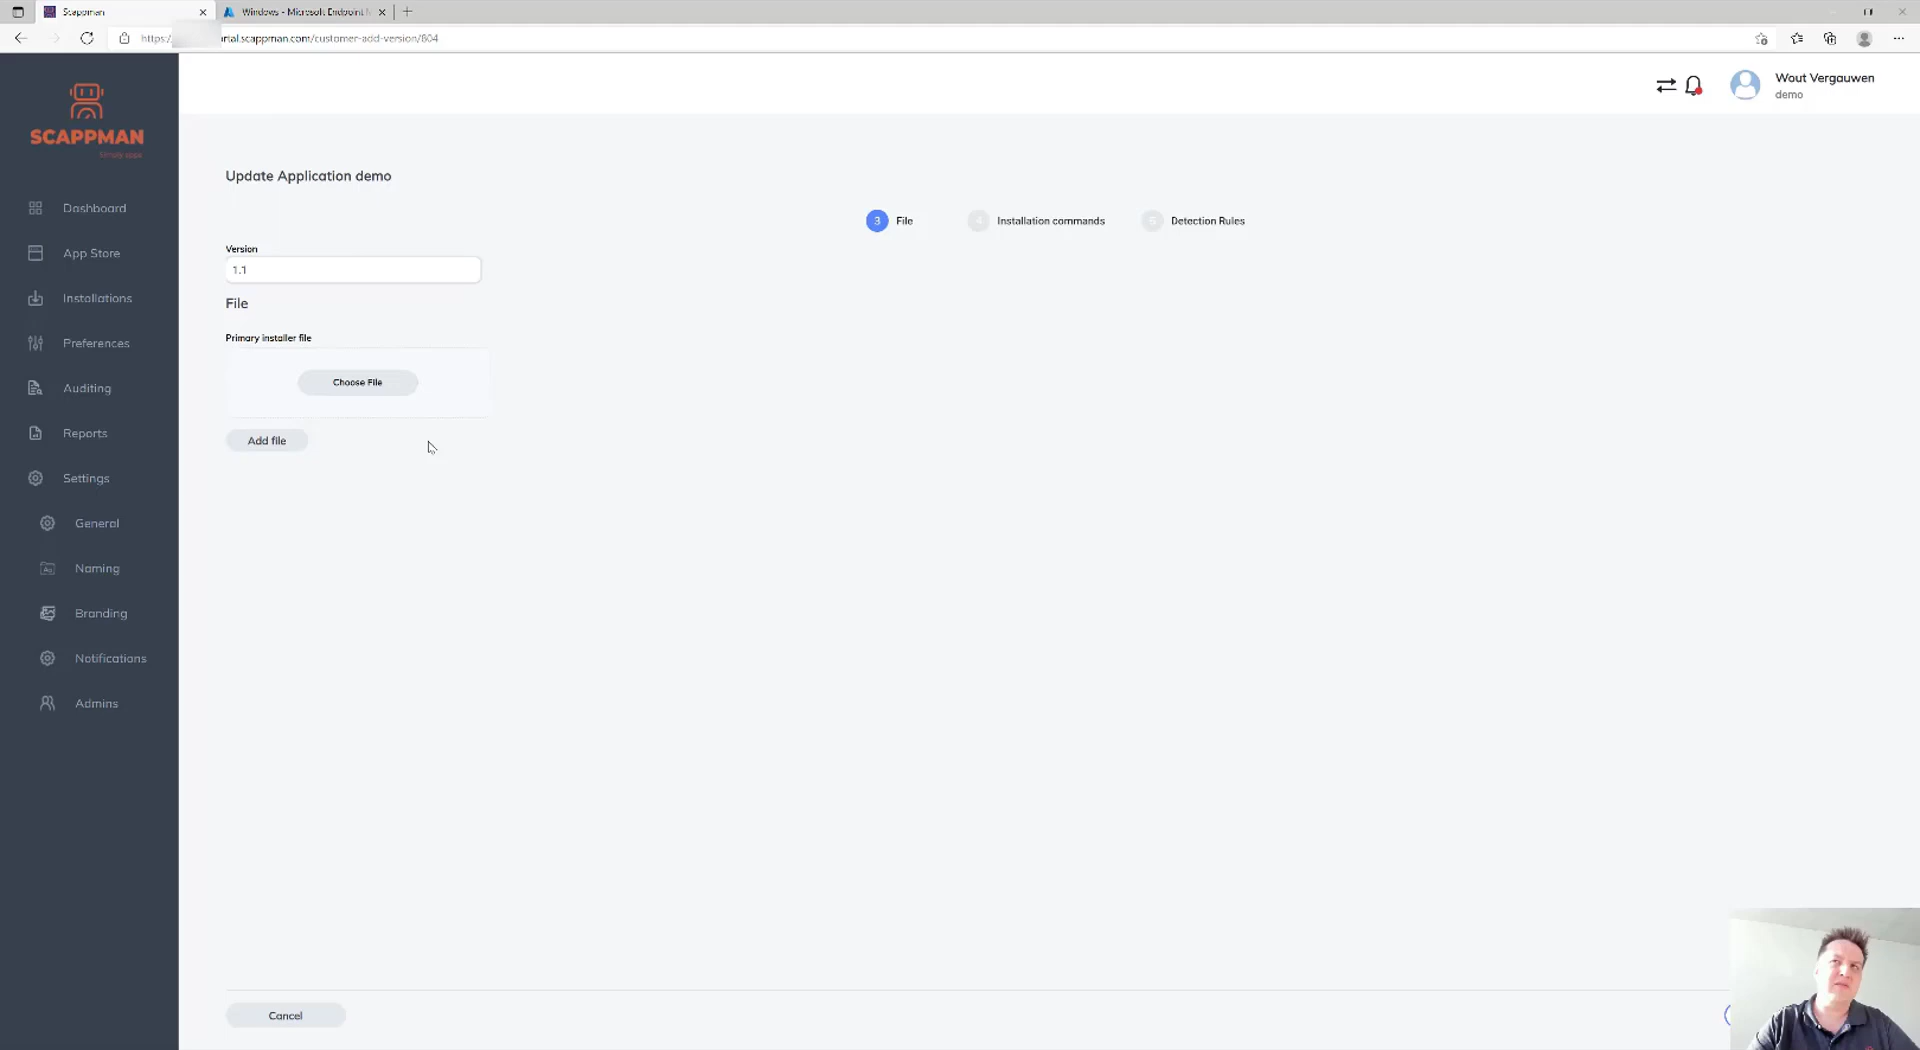 Scappman
Windows - Microsoft Endpoint M
https:/
rtal.scappman.com/customer-add-version/804
SCAPPMAN
Simply apps
Wout Vergauwen
demo
Dashboard
App Store
Installations
Preferences
Auditing
Reports
Settings
General
Naming
Branding
Notifications
Admins
Update Application demo
3 File
4 Installation commands
5 Detection Rules
Version
1.1
File
Primary installer file
Choose File
Add file
Cancel